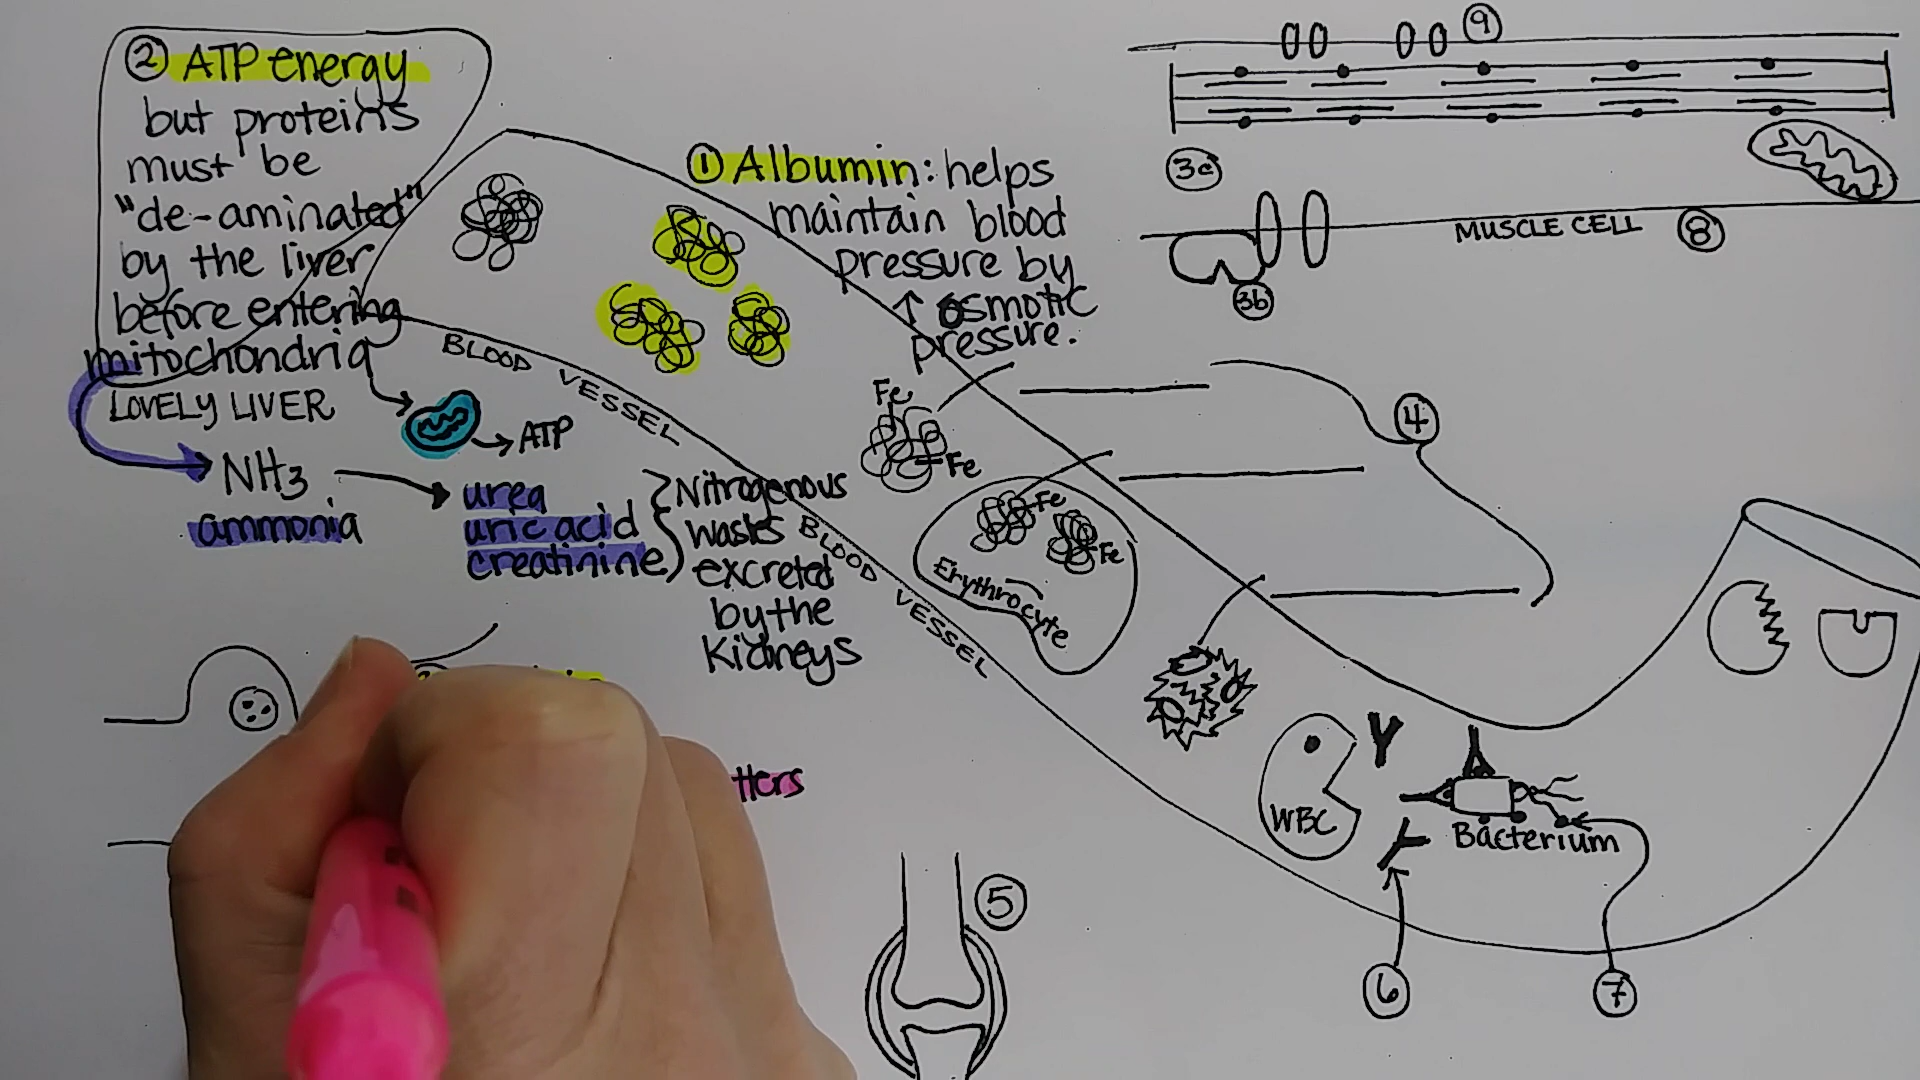 ② ATP energy
but proteins
must be
"de-aminated"
by the liver
before entering
mitochondria
LOVELY LIVER
ATP
NH3
ammonia
urea
uric acid
creatinine
Nitrogenous
wastes
excreted
by the
Kidneys
① Albumin: helps
maintain blood
pressure by
↑ osmotic
pressure.
BLOOD VESSEL
BLOOD VESSEL
Fe
Fe
Fe
Fe
Erythrocyte
WBC
Bacterium
9
3a
MUSCLE CELL 8
3b
4
5
6
7